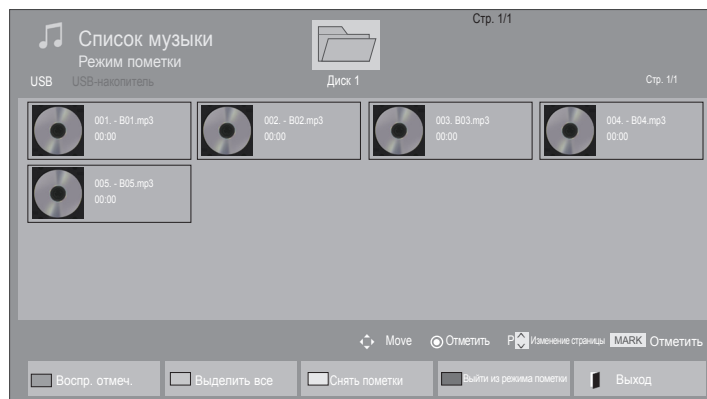 Стр. 1/1
Список музыки
Режим пометки
USB USB-накопитель
Диск 1
Стр. 1/1
001. - B01.mp3
00:00
002. - B02.mp3
00:00
003. B03.mp3
00:00
004. - B04.mp3
00:00
005. - B05.mp3
00:00
Move Отметить P Изменение страницы MARK Отметить
Воспр. отмеч. Выделить все Снять пометки Выйти из режима пометки Выход